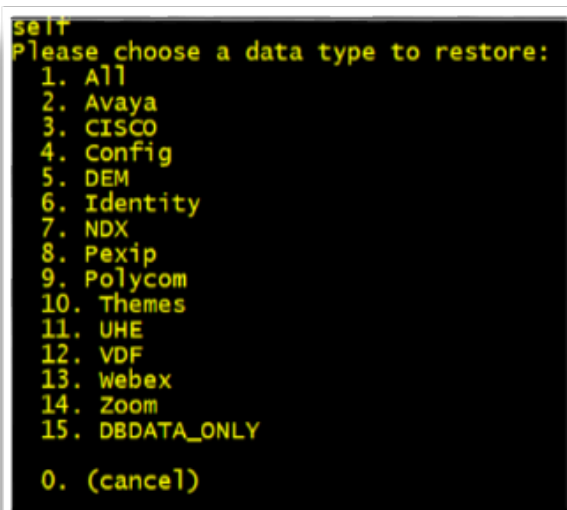 self
Please choose a data type to restore:
1. All
2. Avaya
3. CISCO
4. Config
5. DEM
6. Identity
7. NDX
8. Pexip
9. Polycom
10. Themes
11. UHE
12. VDF
13. Webex
14. Zoom
15. DBDATA_ONLY
0. (cancel)